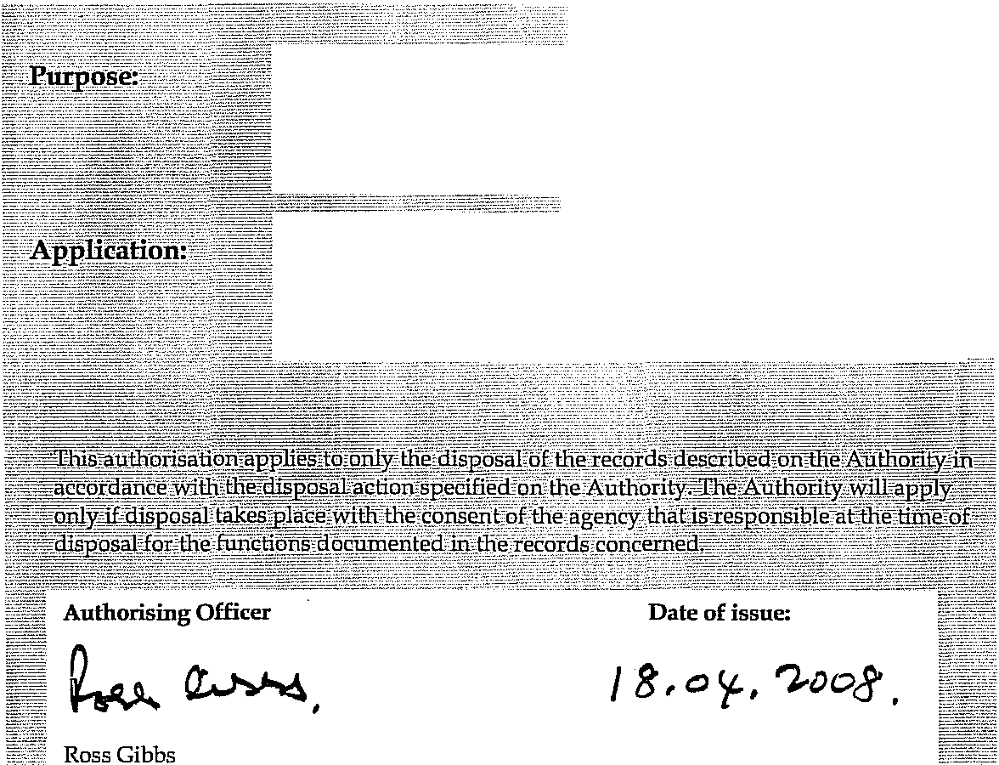 Purpose:
Application:
This authorisation applies to only the disposal of the records described on the Authority in
accordance with the disposal action specified on the Authority. The Authority will apply
only if disposal takes place with the consent of the agency that is responsible at the time of
disposal for the functions documented in the records concerned.
Authorising Officer
Date of issue:
Ross Gibbs,
18.04.2008.
Ross Gibbs